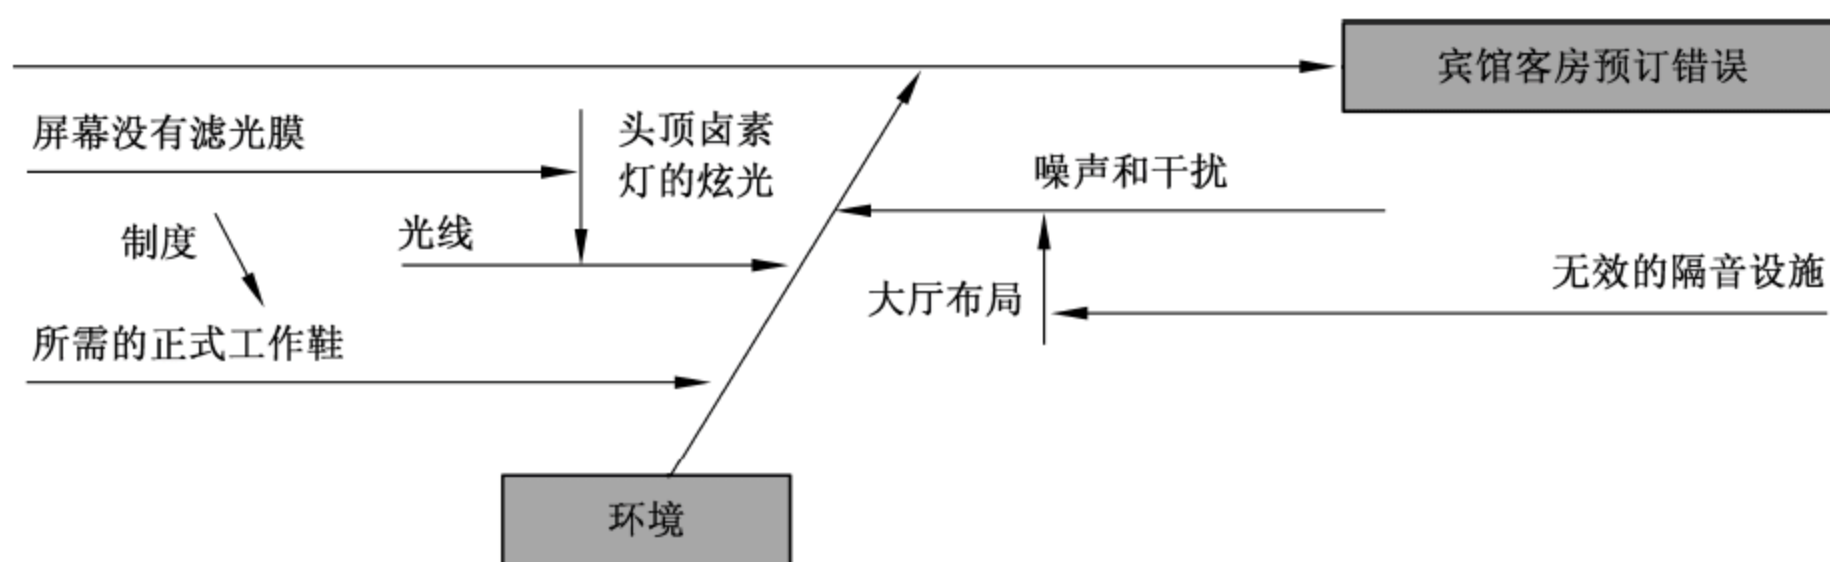 宾馆客房预订错误
屏幕没有滤光膜
头顶卤素
灯的炫光
噪声和干扰
制度
光线
无效的隔音设施
大厅布局
所需的正式工作鞋
环境